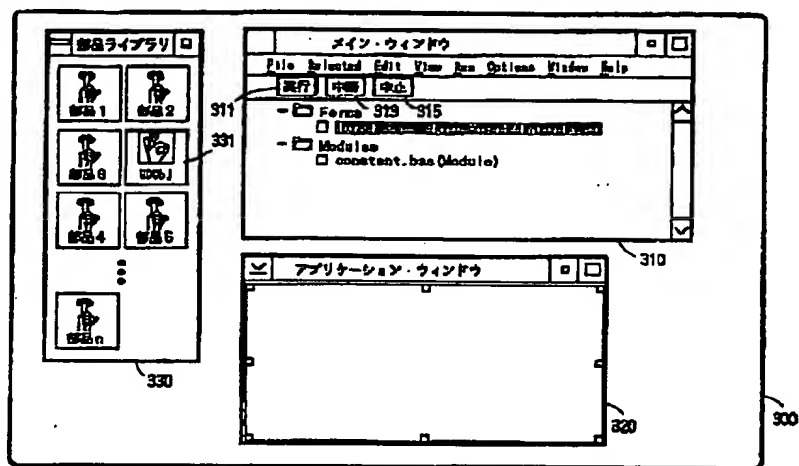 部品ライブラリ
部品1 部品2
部品3
部品4 部品5
部品n
330
331
メイン・ウィンドウ
File Selected Edit View Run Options Window Help
実行 中断 中止
311 313 315
Forms
Modules
constant.bas(Module)
310
アプリケーション・ウィンドウ
320
300